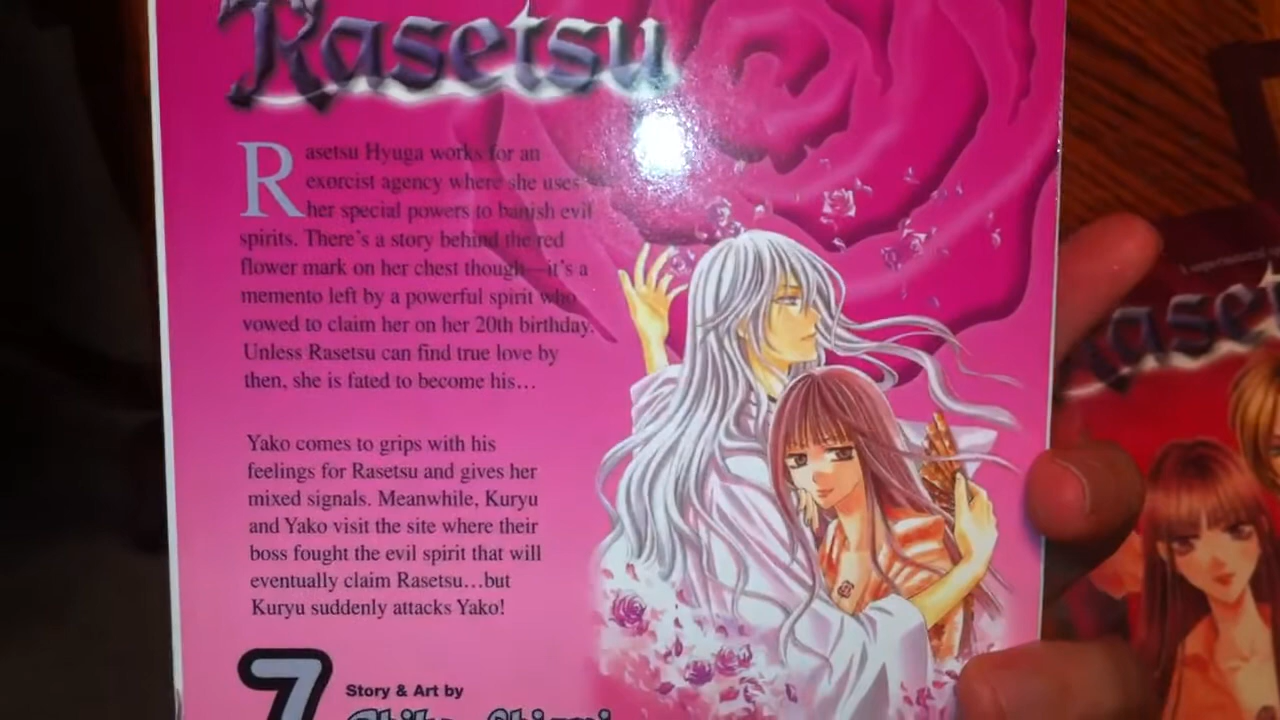 Rasetsu
Rasetsu Hyuga works for an
exorcist agency where she uses
her special powers to banish evil
spirits. There's a story behind the red
flower mark on her chest though—it's a
memento left by a powerful spirit who
vowed to claim her on her 20th birthday.
Unless Rasetsu can find true love by
then, she is fated to become his…
Yako comes to grips with his
feelings for Rasetsu and gives her
mixed signals. Meanwhile, Kuryu
and Yako visit the site where their
boss fought the evil spirit that will
eventually claim Rasetsu…but
Kuryu suddenly attacks Yako!
7
Story & Art by